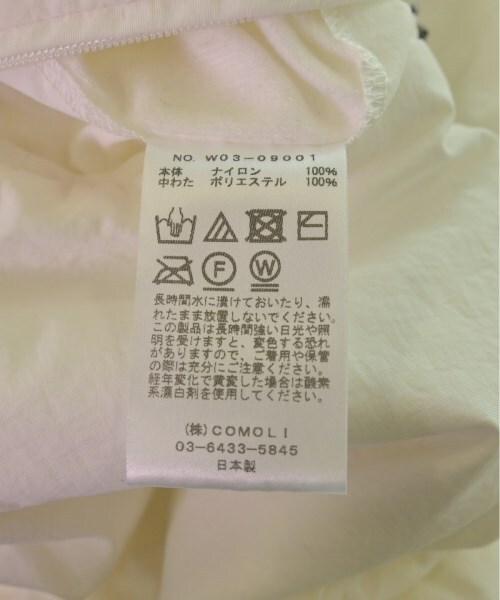 NO. W03-09001
本体 ナイロン 100%
中わた ポリエステル 100%
F W
長時間水に漬けておいたり、濡
れたまま放置しないでください。
この製品は長時間強い日光や照
明を受けますと、変色する恐れ
がありますので、ご着用や保管
の際は充分にご注意ください。
経年変化で黄変した場合は酸素
系漂白剤を使用してください。
(株)COMOLI
03-6433-5845
日本製